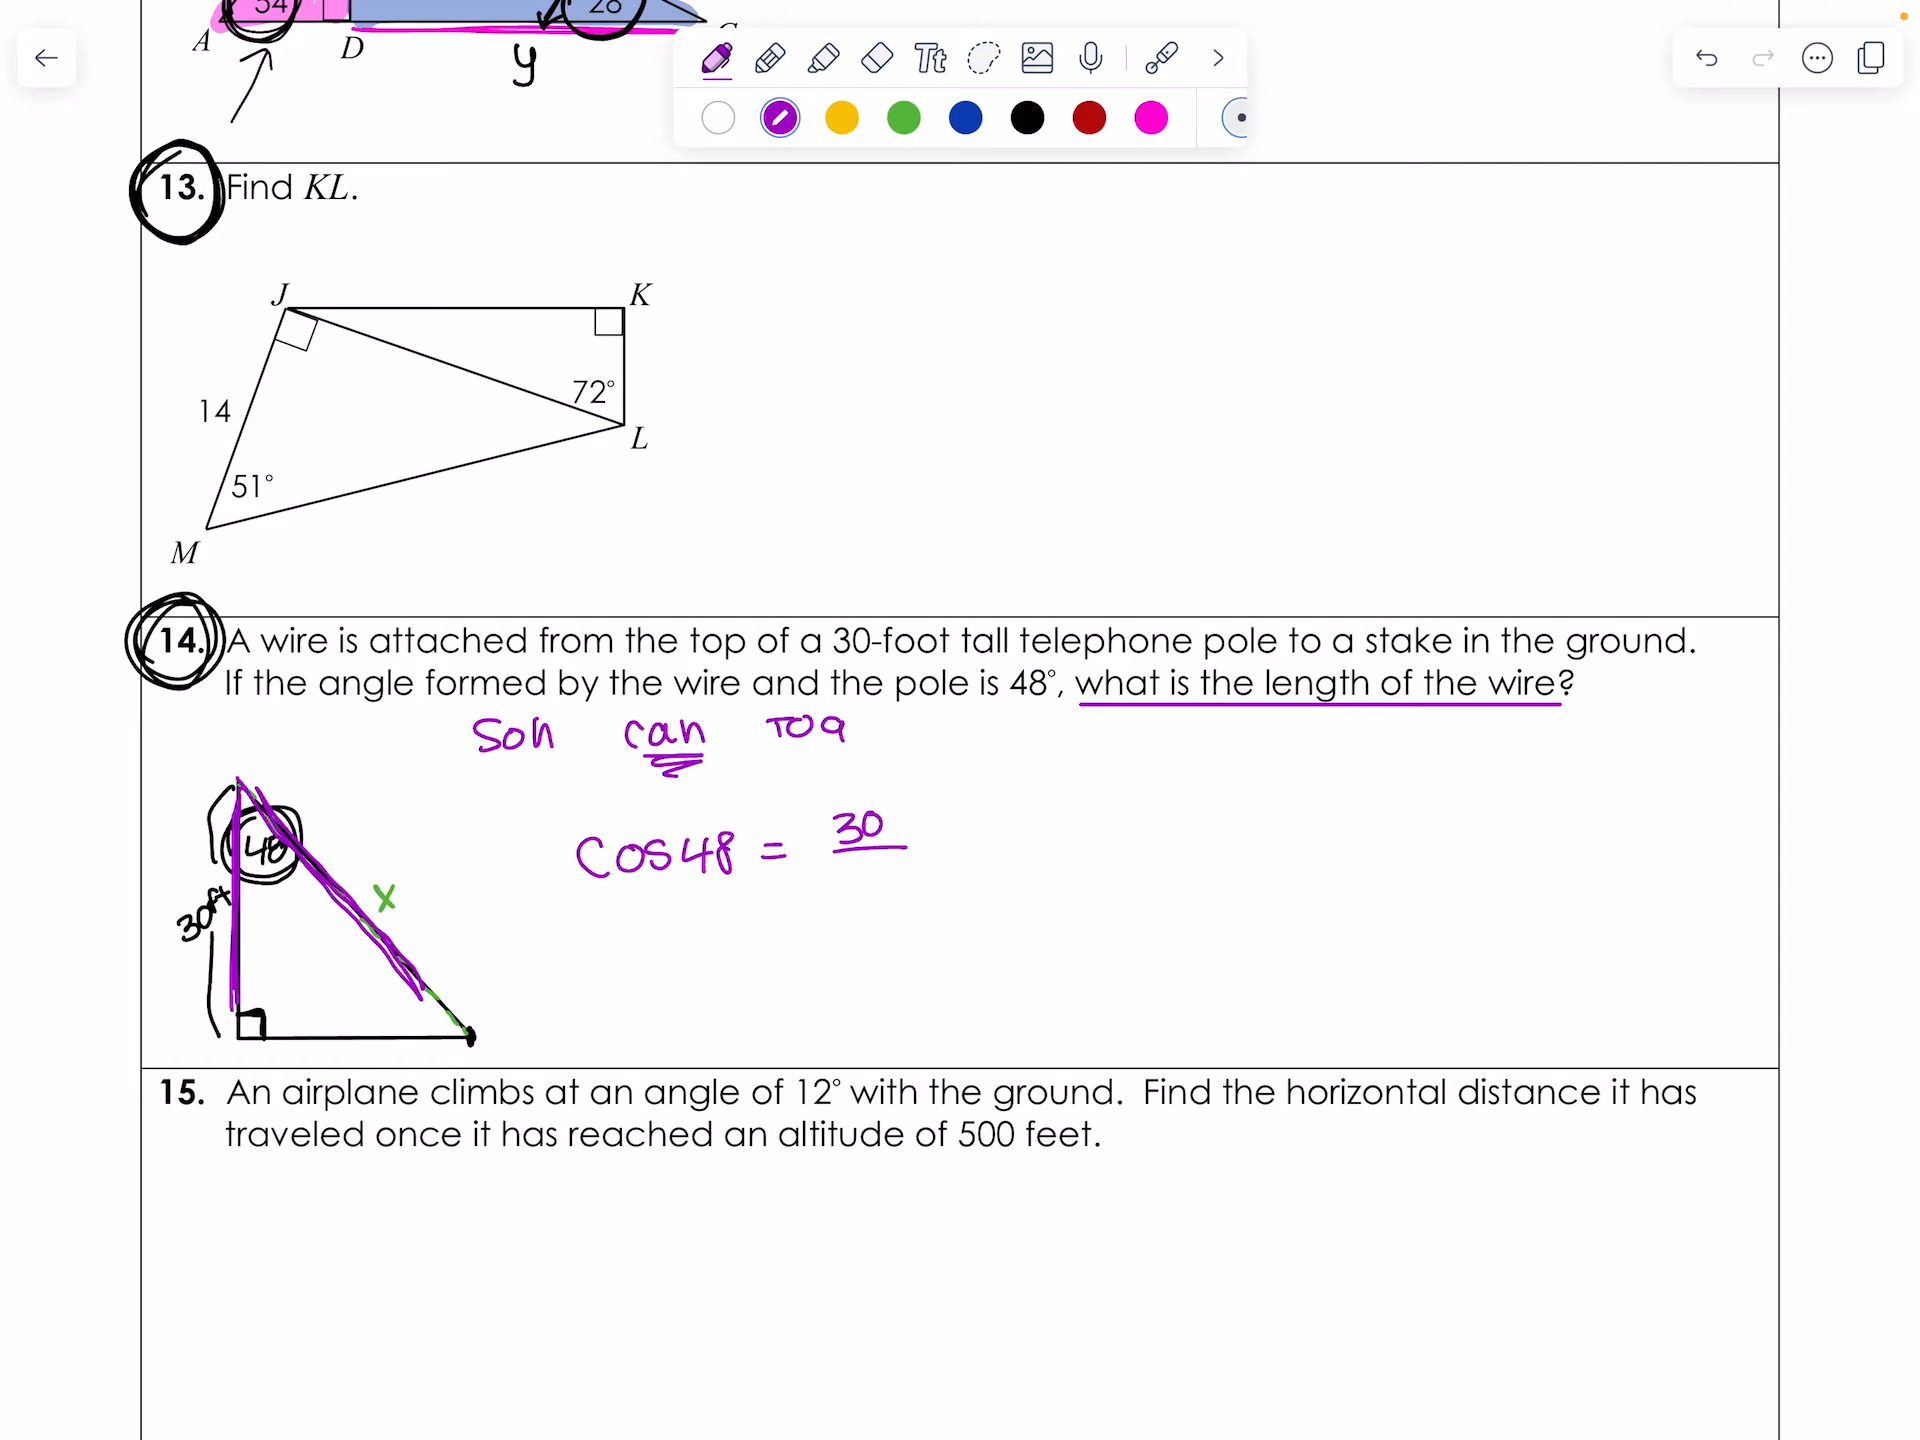 54
28
A
D
y
Tt
13. Find KL.
J
K
72°
14
L
51°
M
14. A wire is attached from the top of a 30-foot tall telephone pole to a stake in the ground.
If the angle formed by the wire and the pole is 48°, what is the length of the wire?
Soh cah Toa
48
30ft
x
Cos 48 = 30
15. An airplane climbs at an angle of 12° with the ground. Find the horizontal distance it has
traveled once it has reached an altitude of 500 feet.